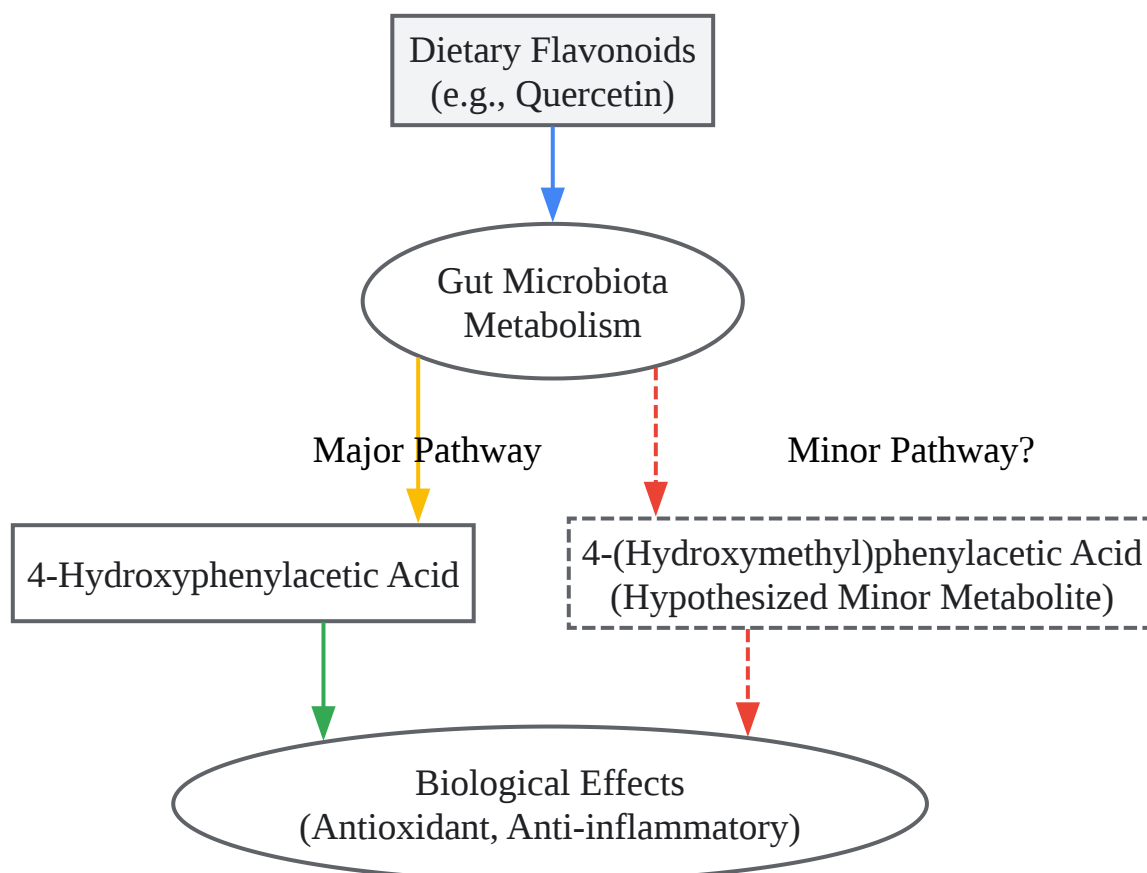 Dietary Flavonoids
(e.g., Quercetin)
Gut Microbiota
Metabolism
Major Pathway
Minor Pathway?
4-Hydroxyphenylacetic Acid
4-(Hydroxymethyl)phenylacetic Acid
(Hypothesized Minor Metabolite)
Biological Effects
(Antioxidant, Anti-inflammatory)